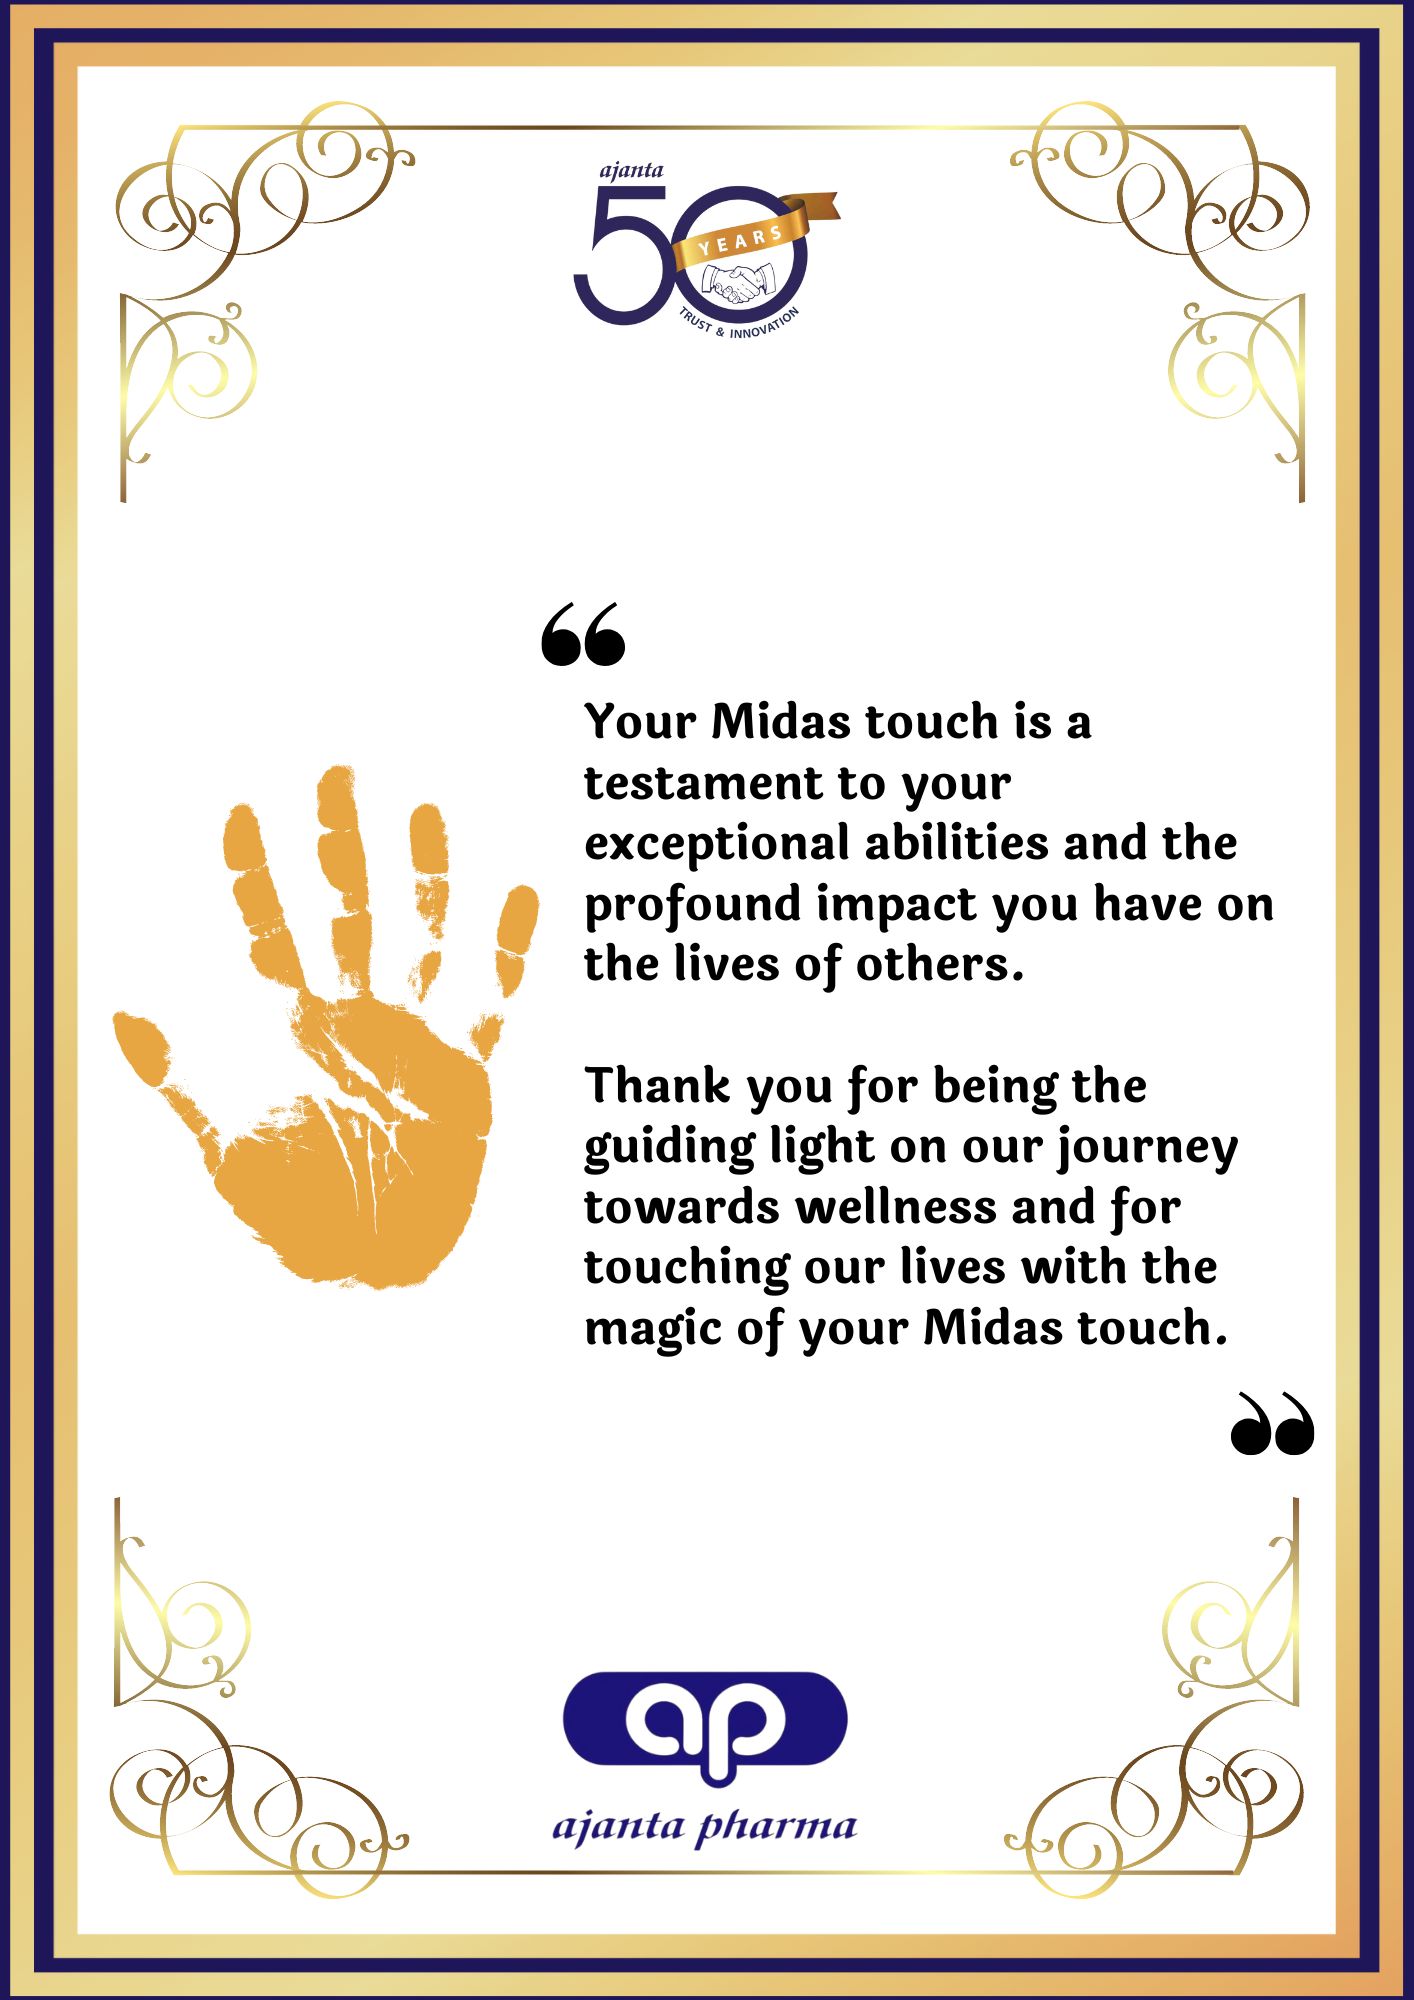 ajanta
50
YEARS
TRUST & INNOVATION
“
Your Midas touch is a
testament to your
exceptional abilities and the
profound impact you have on
the lives of others.
Thank you for being the
guiding light on our journey
towards wellness and for
touching our lives with the
magic of your Midas touch.
”
ap
ajanta pharma